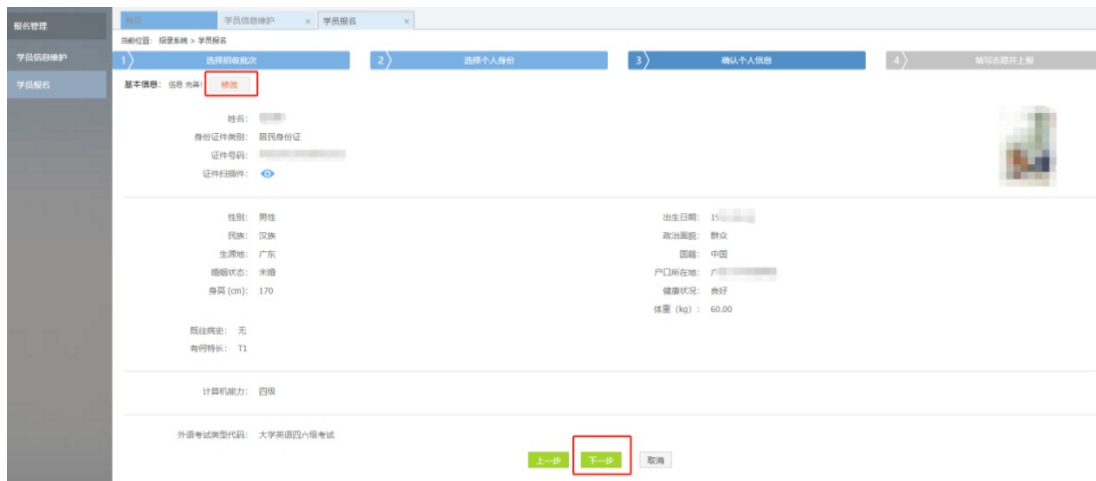 报名管理
学员信息维护
学员报名
首页 学员信息维护 × 学员报名 ×
当前位置: 招录系统 > 学员报名
1 选择招收批次 2 选择个人身份 3 确认个人信息 4 填写志愿并上报
基本信息: 信息 完善! 修改
姓名:
身份证件类别: 居民身份证
证件号码:
证件扫描件:
性别: 男性 出生日期: 19
民族: 汉族 政治面貌: 群众
生源地: 广东 国籍: 中国
婚姻状态: 未婚 户口所在地: 广
身高 (cm): 170 健康状况: 良好
体重 (kg) : 60.00
既往病史: 无
有何特长: T1
计算机能力: 四级
外语考试类型代码: 大学英语四六级考试
上一步 下一步 取消